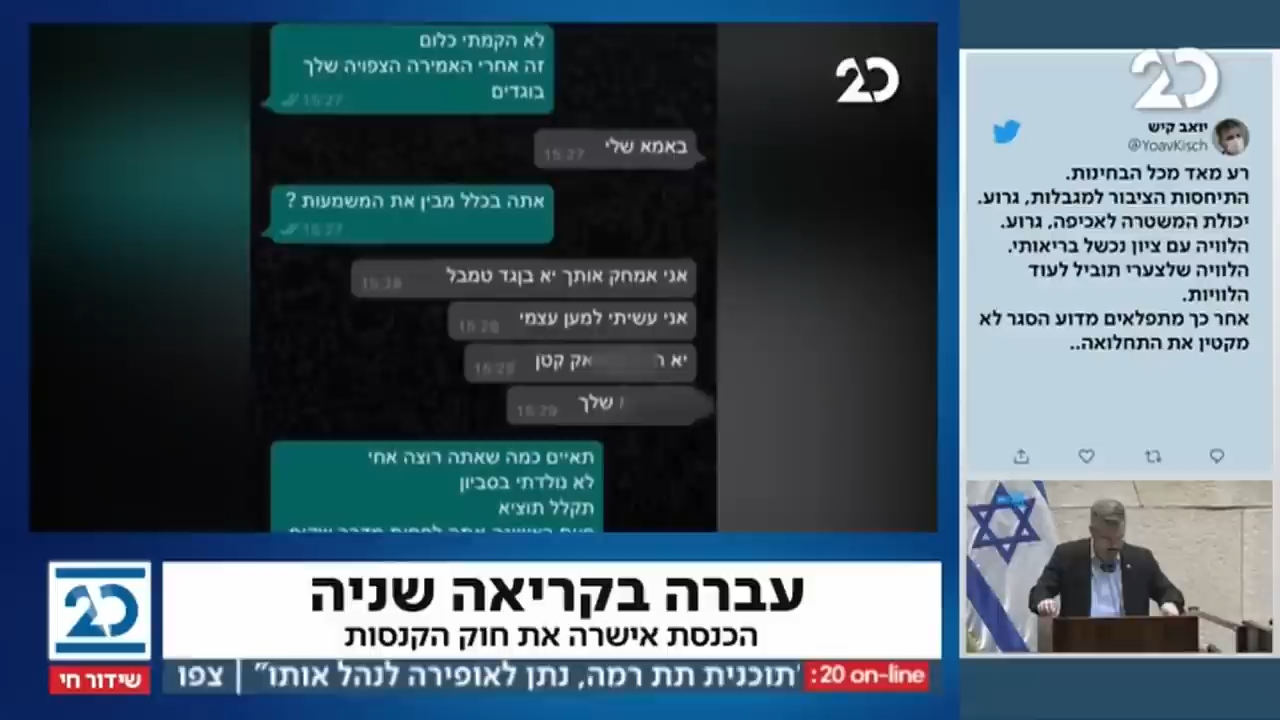 לא הקמתי כלום
זה אחרי האמירה הצפויה שלך
בוגדים
15:27
באמא שלי
15:27
אתה בכלל מבין את המשמעות ?
15:27
אני אמחק אותך יא בוגד טמבל
15:28
אני עשיתי למען עצמי
15:28
קטן
שלך
15:29
תאיים כמה שאתה רוצה אחי
לא נולדתי בסביון
תקלל תוציא
20
20
יואב קיש
@YoavKisch
רע מאד מכל הבחינות.
התיחסות הציבור למגבלות, גרוע.
יכולת המשטרה לאכיפה, גרוע.
הלוויה עם ציון נכשל בריאותי.
הלוויה שלצערי תוביל לעוד
הלוויות.
אחר כך מתפלאים מדוע הסגר לא
מקטין את התחלואה..
עברה בקריאה שניה
הכנסת אישרה את חוק הקנסות
20
שידור חי
20 on-line:
'תוכנית תת רמה, נתן לאופירה לנהל אותו" | צפו